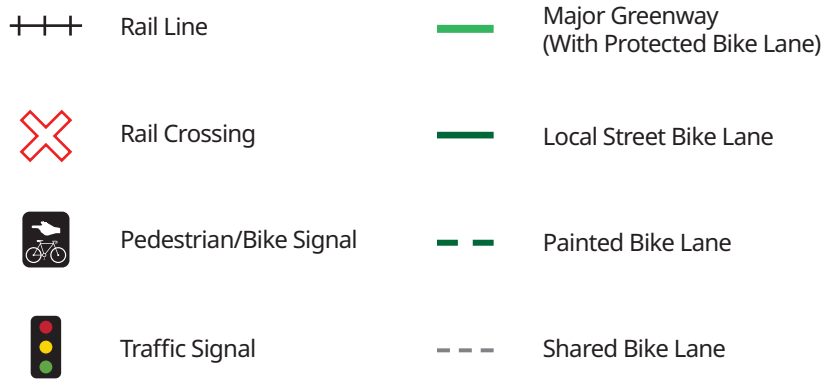 Rail Line
Major Greenway
(With Protected Bike Lane)
Rail Crossing
Local Street Bike Lane
Pedestrian/Bike Signal
Painted Bike Lane
Traffic Signal
Shared Bike Lane